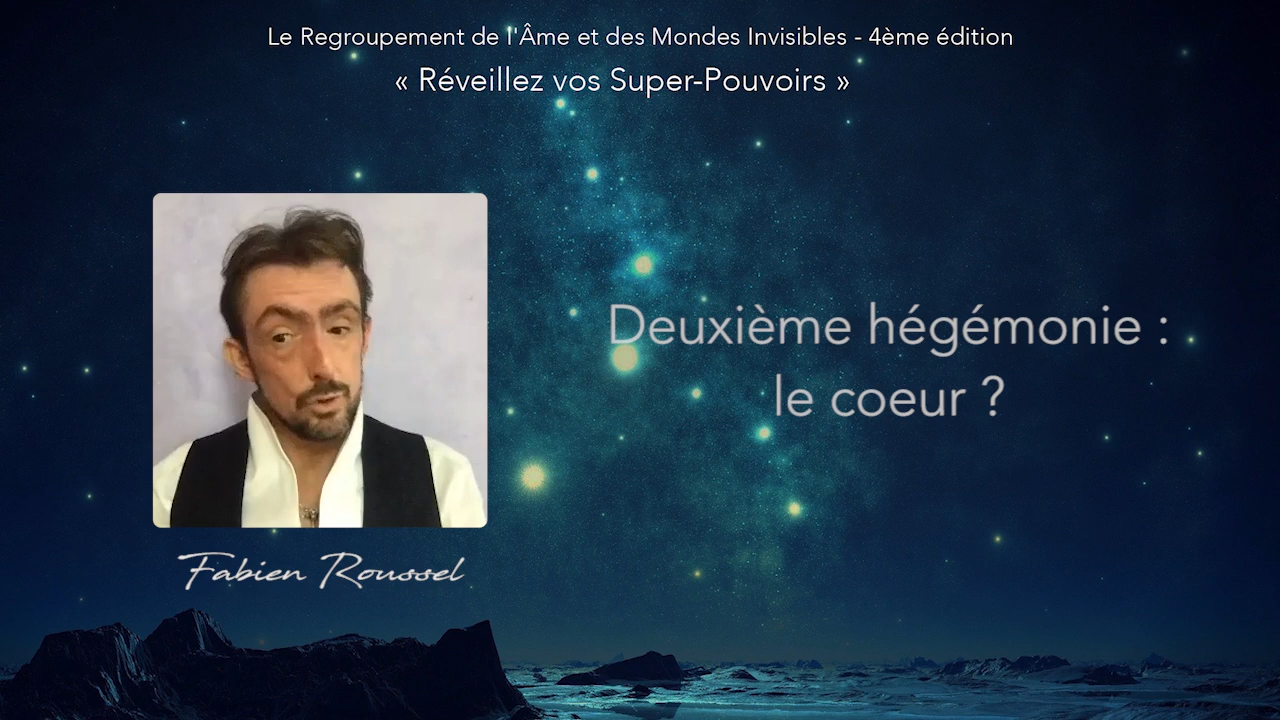 Le Regroupement de l'Âme et des Mondes Invisibles - 4ème édition
« Réveillez vos Super-Pouvoirs »
Deuxième hégémonie :
le coeur ?
Fabien Roussel